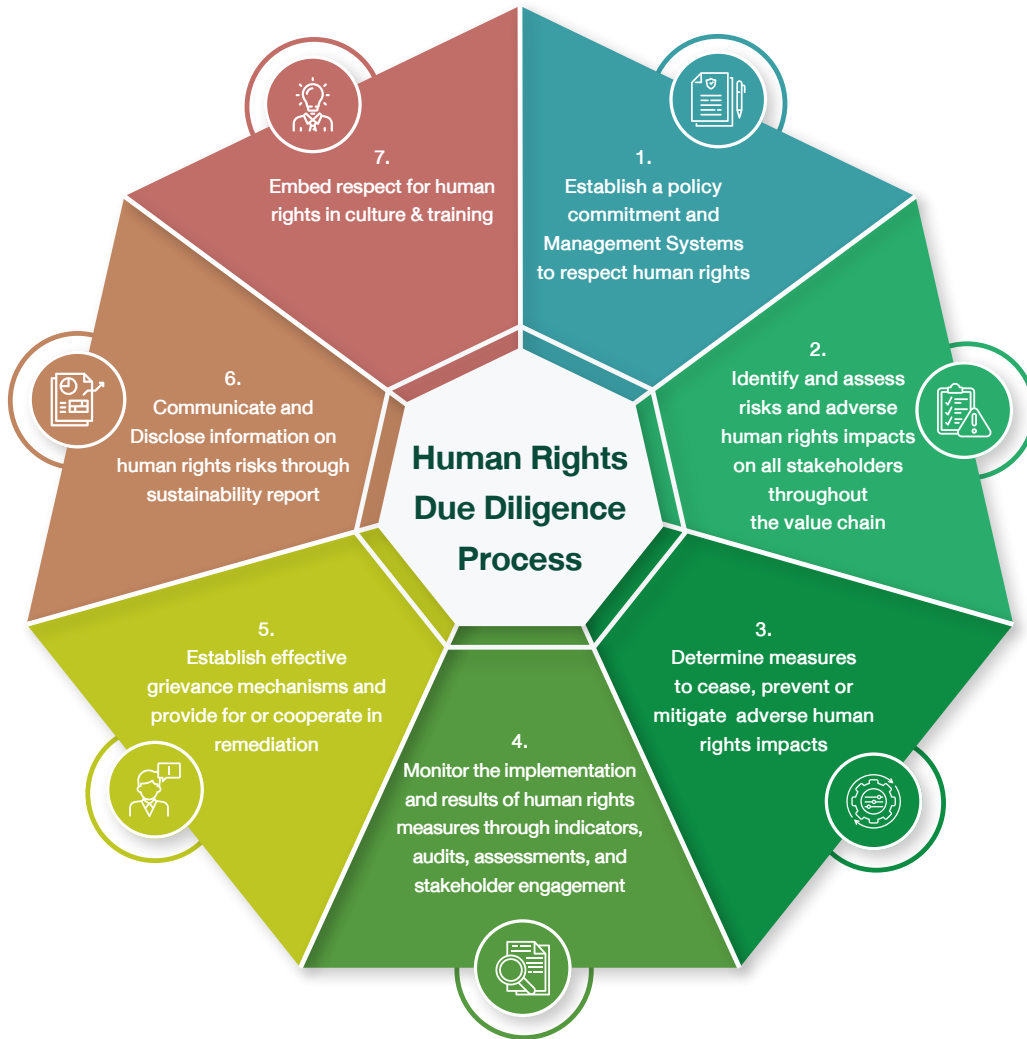 Human Rights
Due Diligence
Process
1.
Establish a policy
commitment and
Management Systems
to respect human rights
2.
Identify and assess
risks and adverse
human rights impacts
on all stakeholders
throughout
the value chain
3.
Determine measures
to cease, prevent or
mitigate adverse human
rights impacts
4.
Monitor the implementation
and results of human rights
measures through indicators,
audits, assessments, and
stakeholder engagement
5.
Establish effective
grievance mechanisms and
provide for or cooperate in
remediation
6.
Communicate and
Disclose information on
human rights risks through
sustainability report
7.
Embed respect for human
rights in culture & training